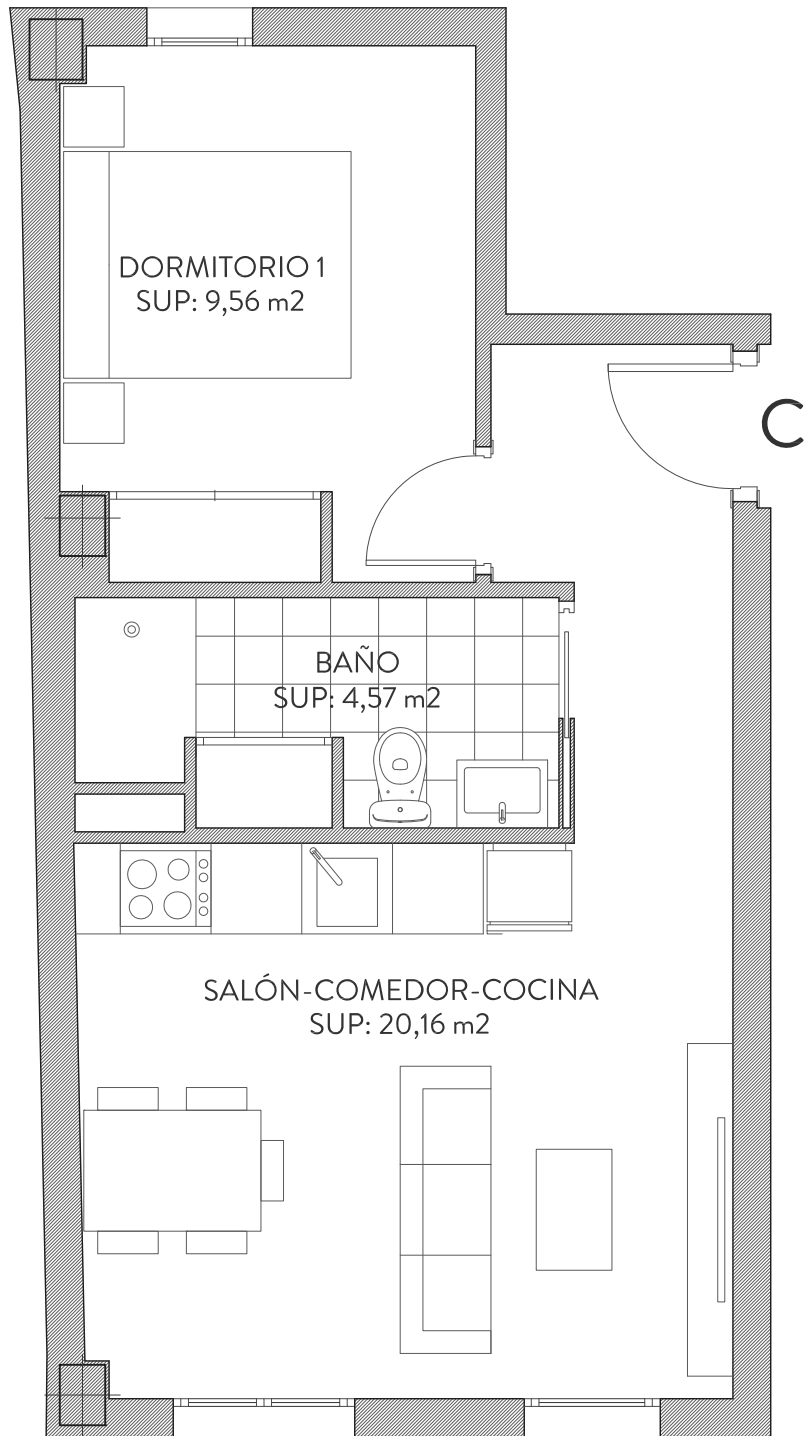 DORMITORIO 1
SUP: 9,56 m2
C
BAÑO
SUP: 4,57 m2
SALÓN-COMEDOR-COCINA
SUP: 20,16 m2